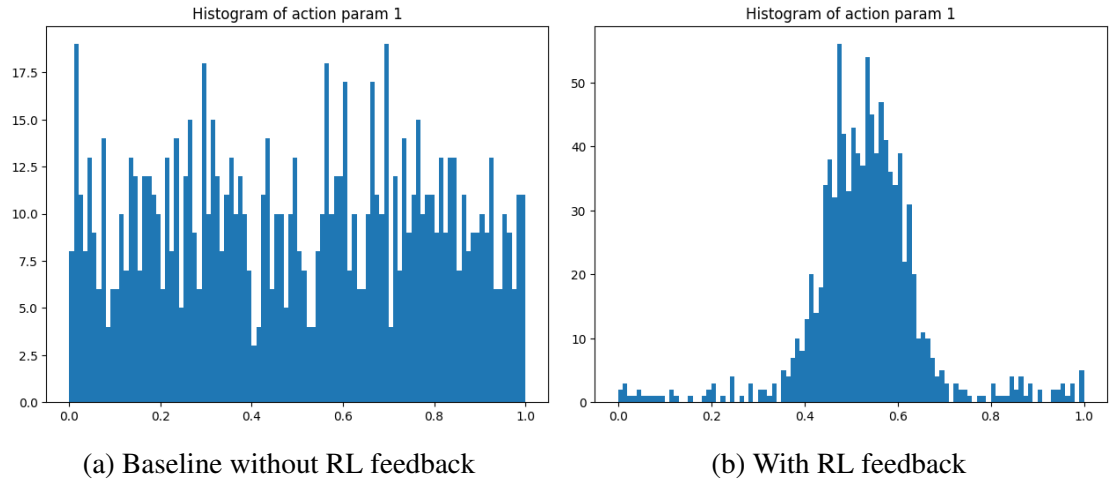 Histogram of action param 1
17.5
15.0
12.5
10.0
7.5
5.0
2.5
0.0
0.0 0.2 0.4 0.6 0.8 1.0
(a) Baseline without RL feedback
Histogram of action param 1
50
40
30
20
10
0
0.0 0.2 0.4 0.6 0.8 1.0
(b) With RL feedback